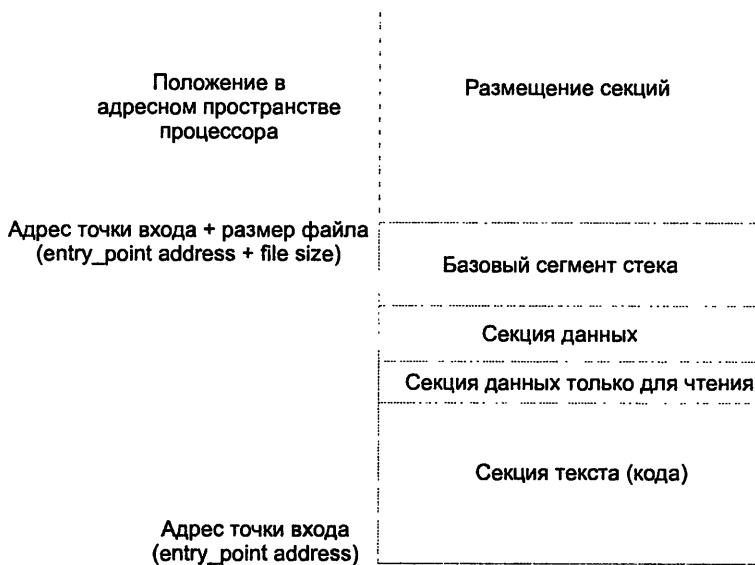 Положение в
адресном пространстве
процессора
Размещение секций
Адрес точки входа + размер файла
(entry_point address + file size)
Базовый сегмент стека
Секция данных
Секция данных только для чтения
Секция текста (кода)
Адрес точки входа
(entry_point address)